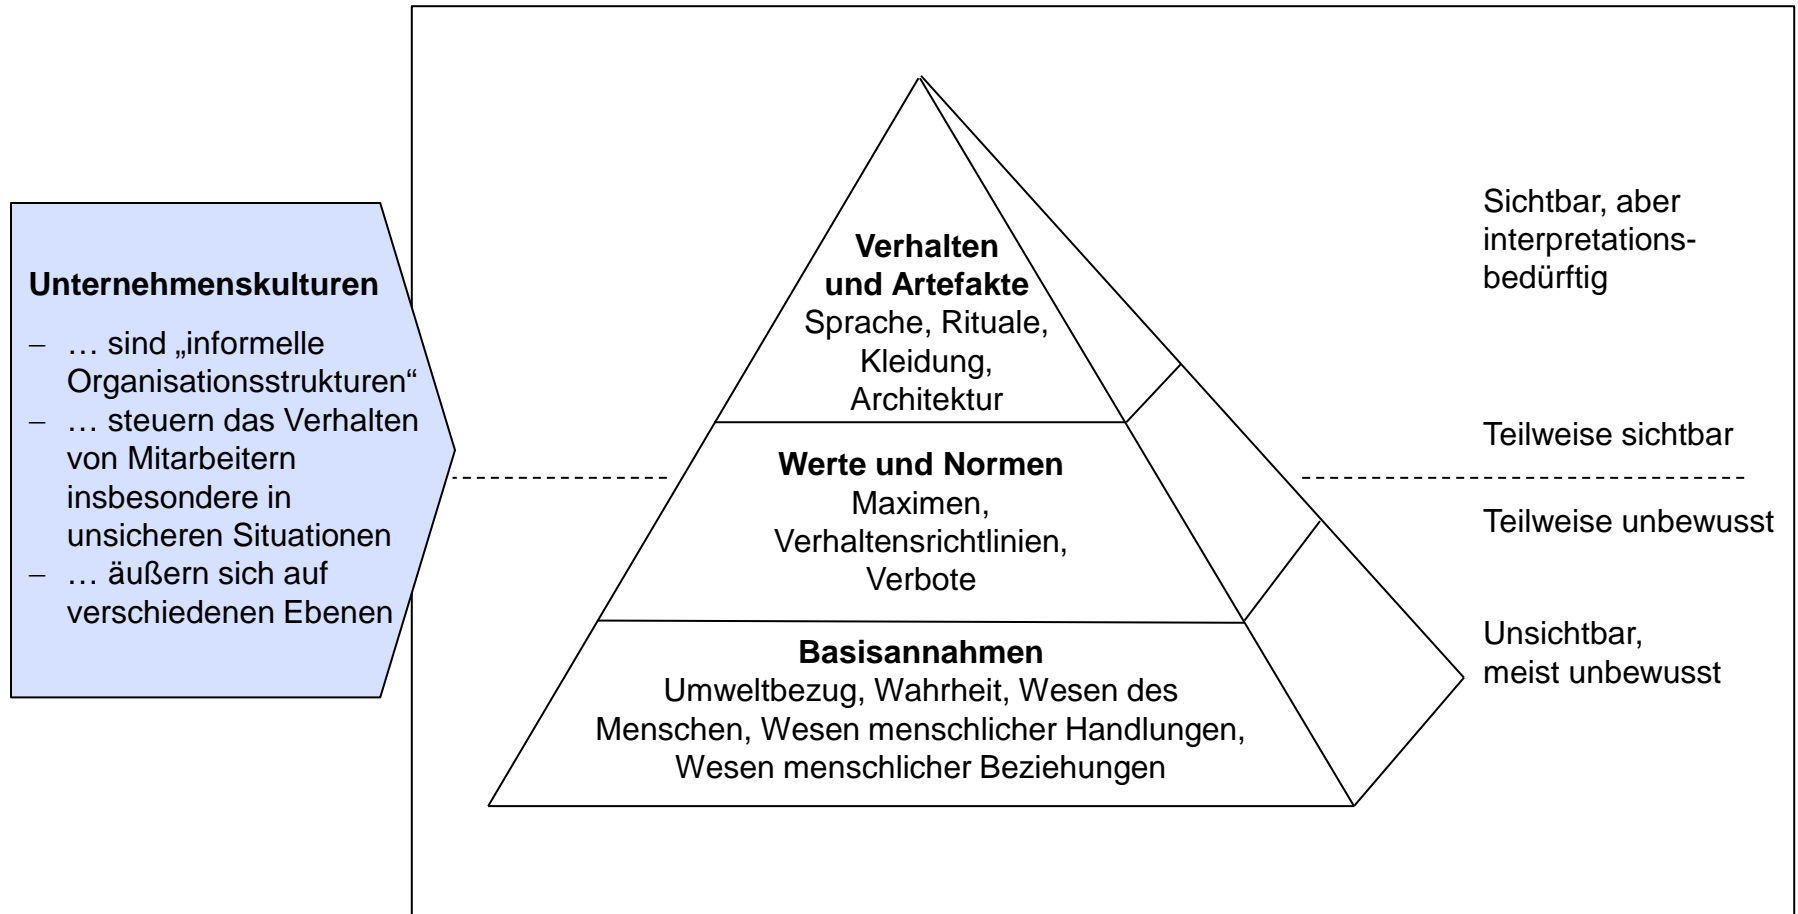 Unternehmenskulturen
– … sind „informelle
Organisationsstrukturen“
– … steuern das Verhalten
von Mitarbeitern
insbesondere in
unsicheren Situationen
– … äußern sich auf
verschiedenen Ebenen
Verhalten
und Artefakte
Sprache, Rituale,
Kleidung,
Architektur
Werte und Normen
Maximen,
Verhaltensrichtlinien,
Verbote
Basisannahmen
Umweltbezug, Wahrheit, Wesen des
Menschen, Wesen menschlicher Handlungen,
Wesen menschlicher Beziehungen
Sichtbar, aber
interpretations-
bedürftig
Teilweise sichtbar
Teilweise unbewusst
Unsichtbar,
meist unbewusst